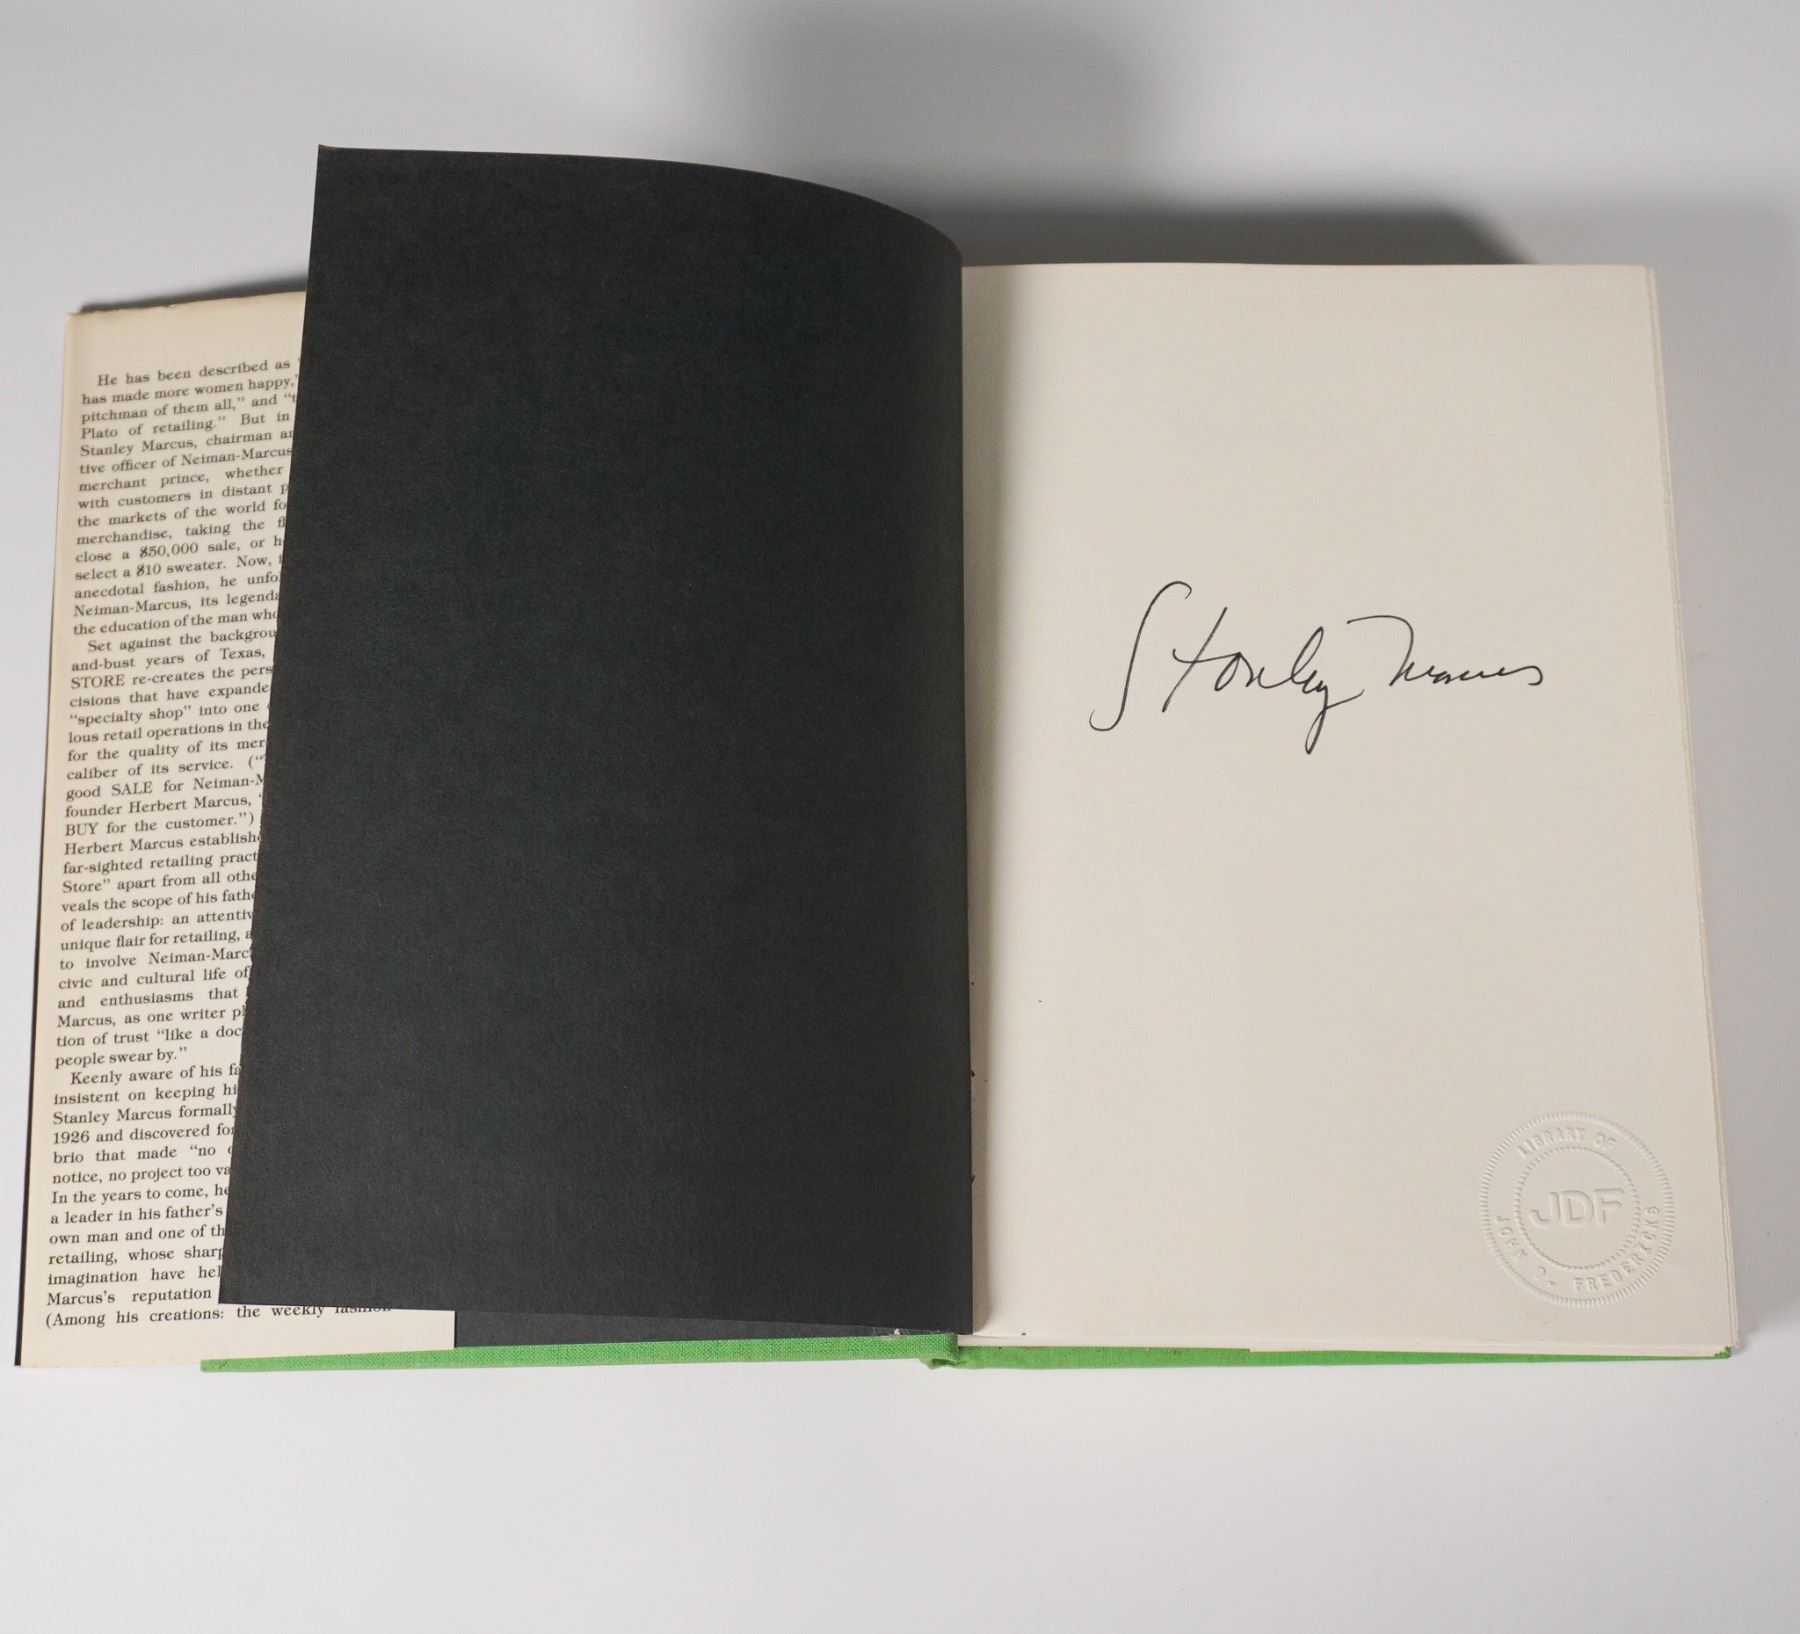 He has been described as "
has made more women happy,"
pitchman of them all," and "t
Plato of retailing." But in
Stanley Marcus, chairman an
tive officer of Neiman-Marcus
merchant prince, whether
with customers in distant p
the markets of the world fo
merchandise, taking the fl
close a $50,000 sale, or h
select a $10 sweater. Now, i
anecdotal fashion, he unfo
Neiman-Marcus, its legenda
the education of the man who
Set against the backgrou
and-bust years of Texas,
STORE re-creates the pers
cisions that have expande
"specialty shop" into one
lous retail operations in the
for the quality of its mer
caliber of its service. ("
good SALE for Neiman-M
founder Herbert Marcus, "
BUY for the customer.")
Herbert Marcus establish
far-sighted retailing pract
Store" apart from all othe
veals the scope of his fathe
of leadership: an attentiv
unique flair for retailing, a
to involve Neiman-Marc
civic and cultural life of
and enthusiasms that
Marcus, as one writer pl
tion of trust "like a doc
people swear by."
Keenly aware of his fa
insistent on keeping hi
Stanley Marcus formally
1926 and discovered for
brio that made "no d
notice, no project too va
In the years to come, he
a leader in his father's
own man and one of th
retailing, whose sharp
imagination have hel
Marcus's reputation
(Among his creations: the weekly fashion
Stanley Marcus
LIBRARY OF
JDF
JOHN D. FREDERICKS